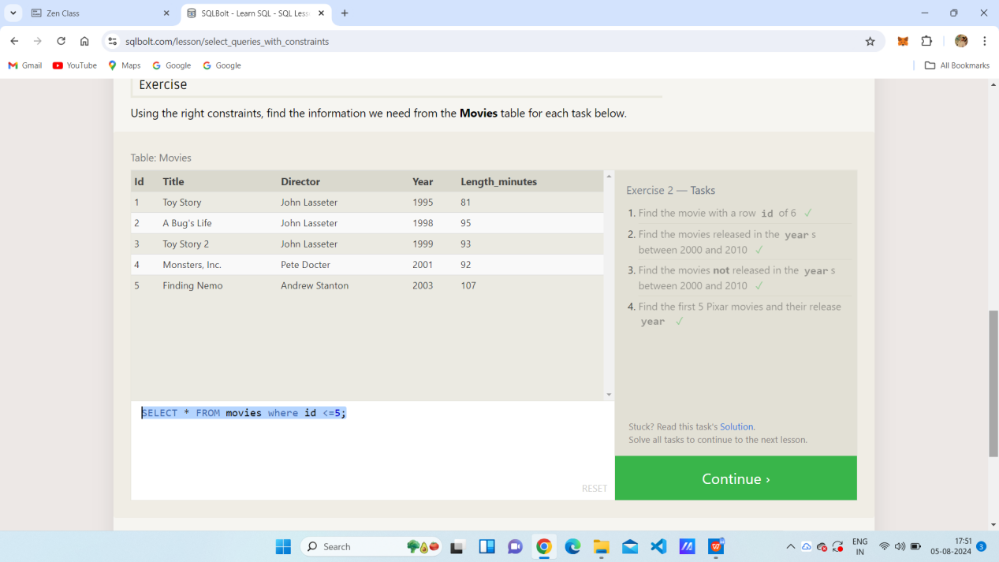 Zen Class
SQLBolt - Learn SQL - SQL Less
sqlbolt.com/lesson/select_queries_with_constraints
Gmail YouTube Maps Google Google All Bookmarks
Exercise
Using the right constraints, find the information we need from the Movies table for each task below.
Table: Movies
Id Title Director Year Length_minutes
1 Toy Story John Lasseter 1995 81
2 A Bug's Life John Lasseter 1998 95
3 Toy Story 2 John Lasseter 1999 93
4 Monsters, Inc. Pete Docter 2001 92
5 Finding Nemo Andrew Stanton 2003 107
SELECT * FROM movies where id <=5;
RESET
Exercise 2 — Tasks
1. Find the movie with a row id of 6 ✓
2. Find the movies released in the year s
between 2000 and 2010 ✓
3. Find the movies not released in the year s
between 2000 and 2010 ✓
4. Find the first 5 Pixar movies and their release
year ✓
Stuck? Read this task's Solution.
Solve all tasks to continue to the next lesson.
Continue ›
Search
ENG
IN
17:51
05-08-2024
3